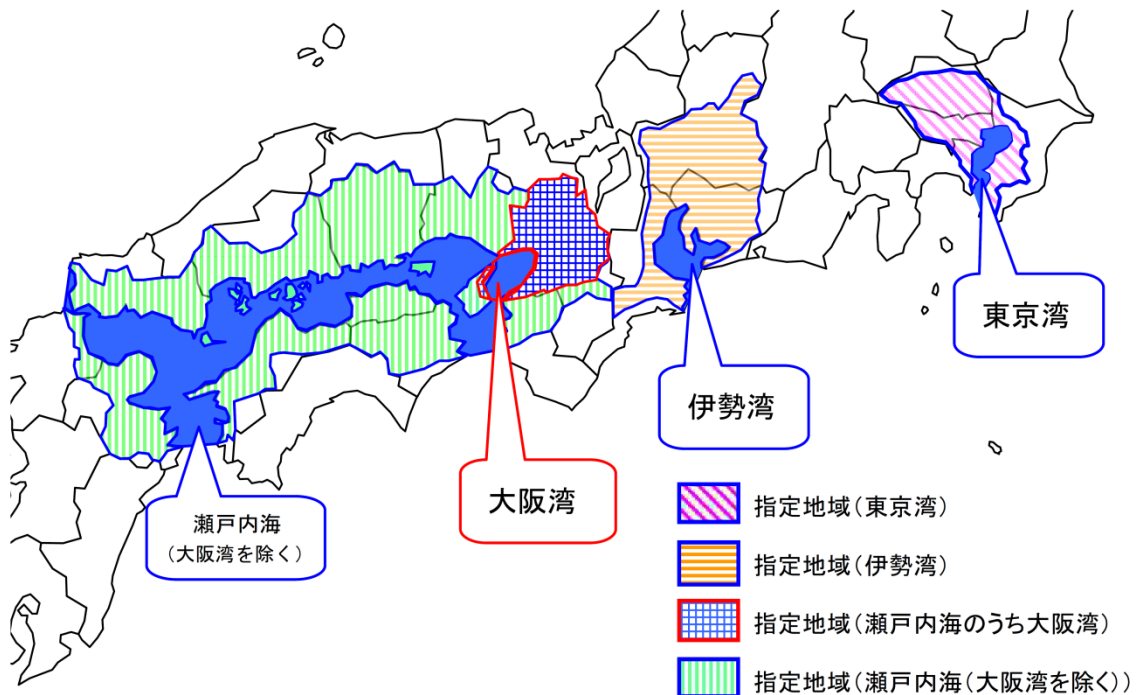 東京湾
伊勢湾
大阪湾
瀬戸内海
(大阪湾を除く)
指定地域(東京湾)
指定地域(伊勢湾)
指定地域(瀬戸内海のうち大阪湾)
指定地域(瀬戸内海(大阪湾を除く))